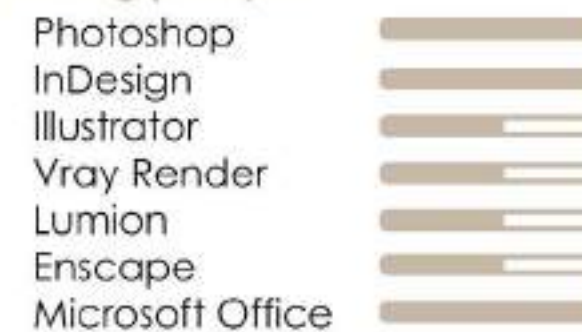 Photoshop
InDesign
Illustrator
Vray Render
Lumion
Enscape
Microsoft Office